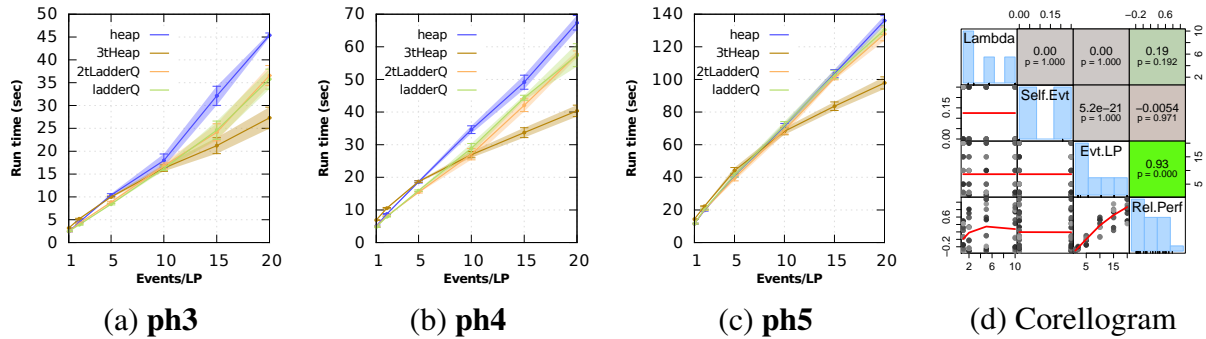 50
45
40
35
30
25
20
15
10
5
0
Run time (sec)
heap
3tHeap
2tLadderQ
ladderQ
1 5 10 15 20
Events/LP
(a) ph3
70
60
50
40
30
20
10
0
Run time (sec)
heap
3tHeap
2tLadderQ
ladderQ
1 5 10 15 20
Events/LP
(b) ph4
140
120
100
80
60
40
20
0
Run time (sec)
heap
3tHeap
2tLadderQ
ladderQ
1 5 10 15 20
Events/LP
(c) ph5
0.00 0.15
−0.2 0.6
Lambda
0.00
p = 1.000
0.00
p = 1.000
0.19
p = 0.192
2 6 10
0.00 0.15
Self.Evt
5.2e−21
p = 1.000
−0.0054
p = 0.971
Evt.LP
0.93
p = 0.000
5 15
−0.2 0.6
Rel.Perf
2 6 10
5 15
(d) Corellogram